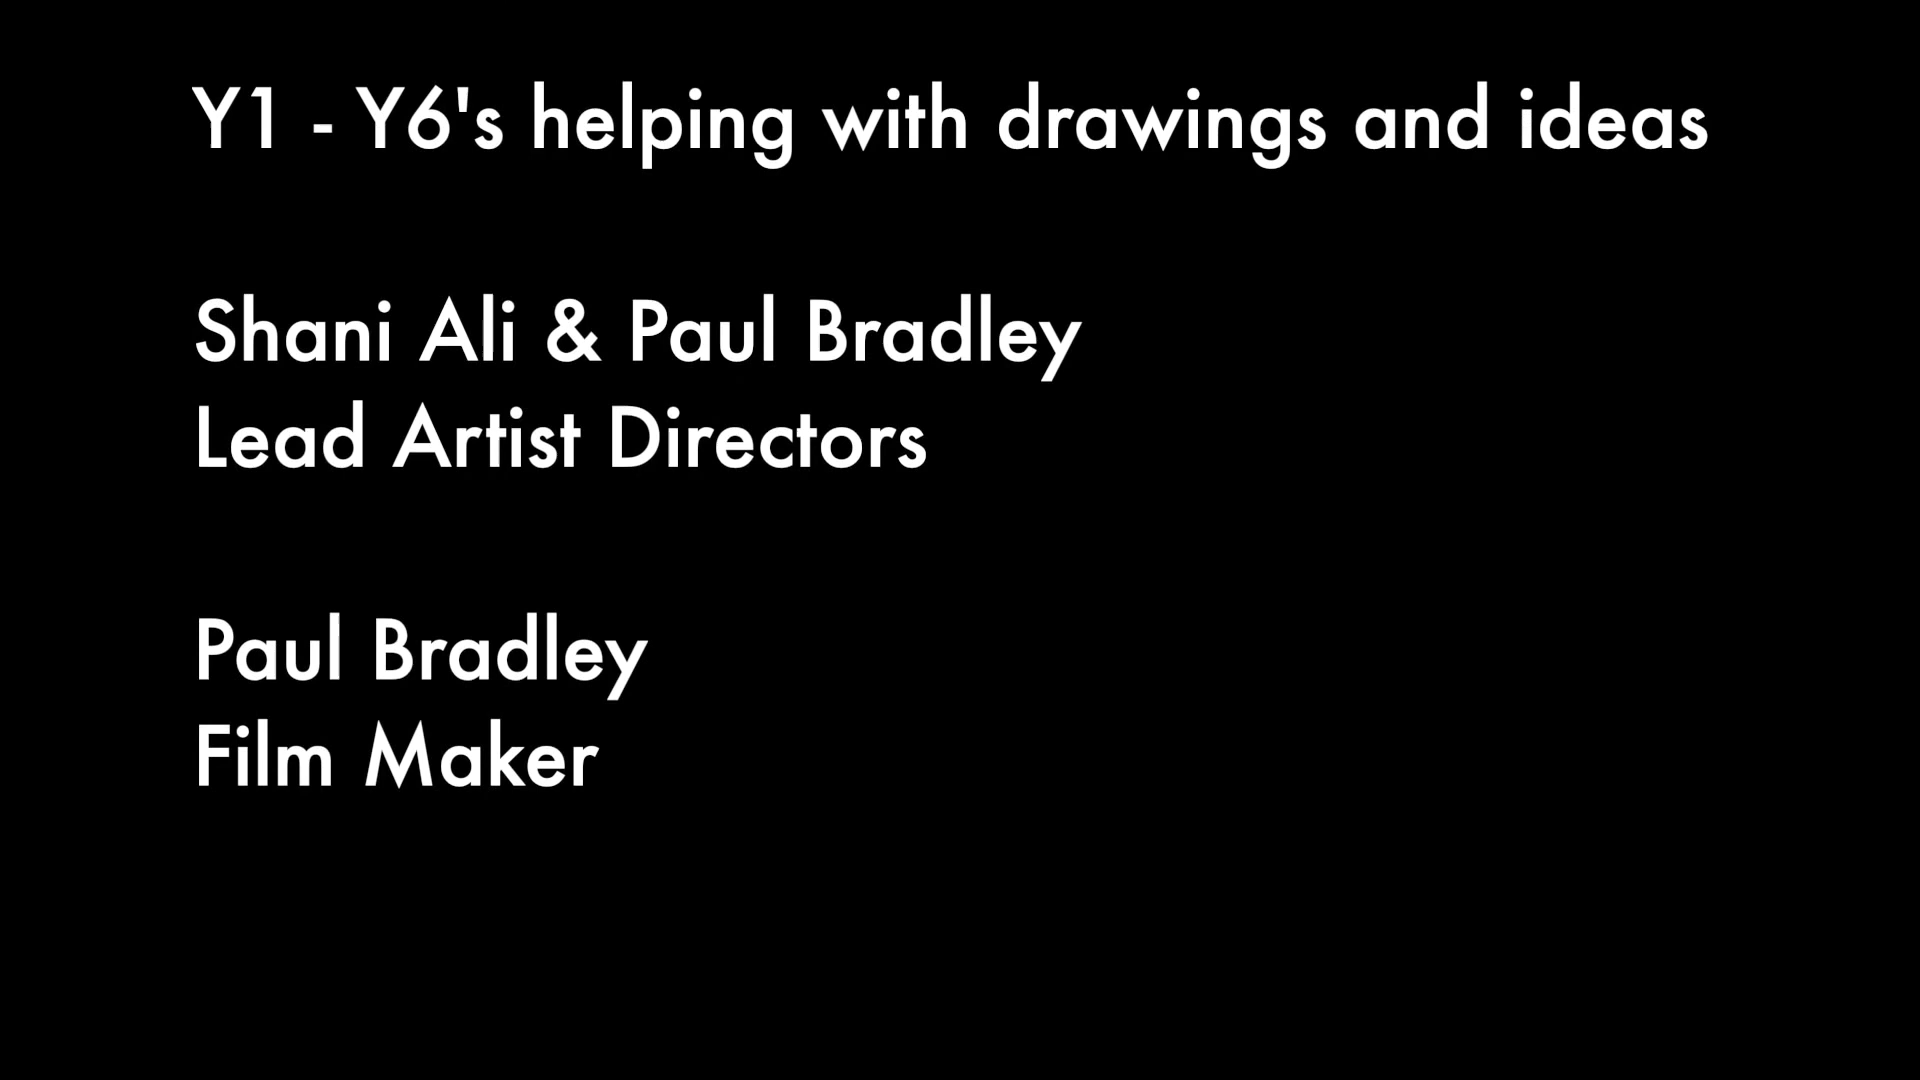 Y1 - Y6's helping with drawings and ideas
Shani Ali & Paul Bradley
Lead Artist Directors
Paul Bradley
Film Maker